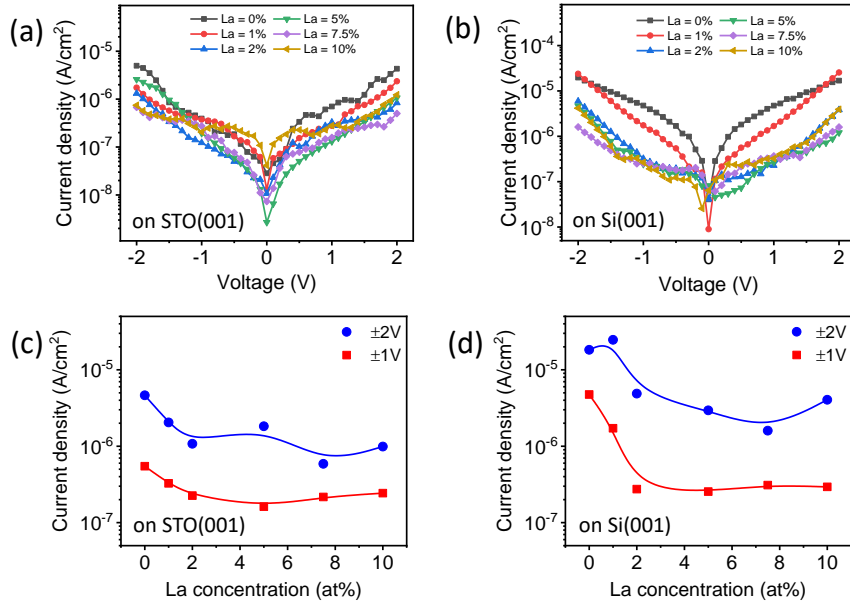 (a)
La = 0%
La = 1%
La = 2%
La = 5%
La = 7.5%
La = 10%
10⁻⁵
10⁻⁶
10⁻⁷
10⁻⁸
Current density (A/cm²)
on STO(001)
-2 -1 0 1 2
Voltage (V)
(b)
La = 0%
La = 1%
La = 2%
La = 5%
La = 7.5%
La = 10%
10⁻⁴
10⁻⁵
10⁻⁶
10⁻⁷
10⁻⁸
Current density (A/cm²)
on Si(001)
-2 -1 0 1 2
Voltage (V)
(c)
±2V
±1V
10⁻⁵
10⁻⁶
10⁻⁷
Current density (A/cm²)
on STO(001)
0 2 4 6 8 10
La concentration (at%)
(d)
±2V
±1V
10⁻⁵
10⁻⁶
10⁻⁷
Current density (A/cm²)
on Si(001)
0 2 4 6 8 10
La concentration (at%)